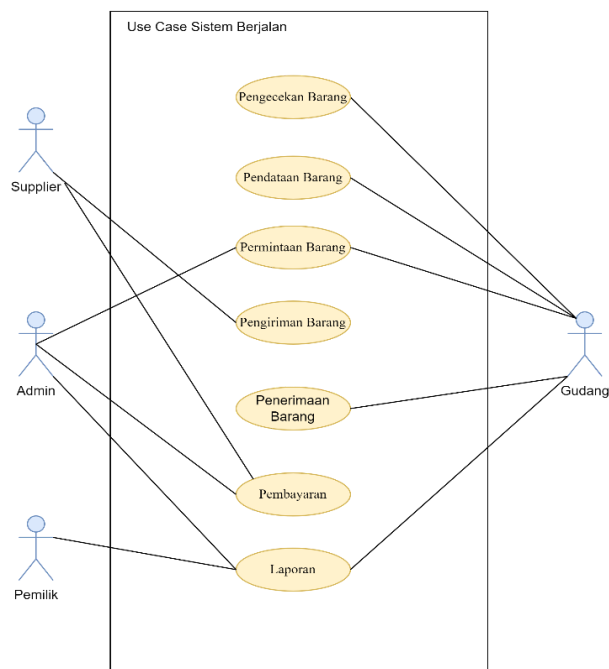 Use Case Sistem Berjalan
Pengecekan Barang
Supplier
Pendataan Barang
Permintaan Barang
Pengiriman Barang
Admin
Gudang
Penerimaan
Barang
Pembayaran
Pemilik
Laporan